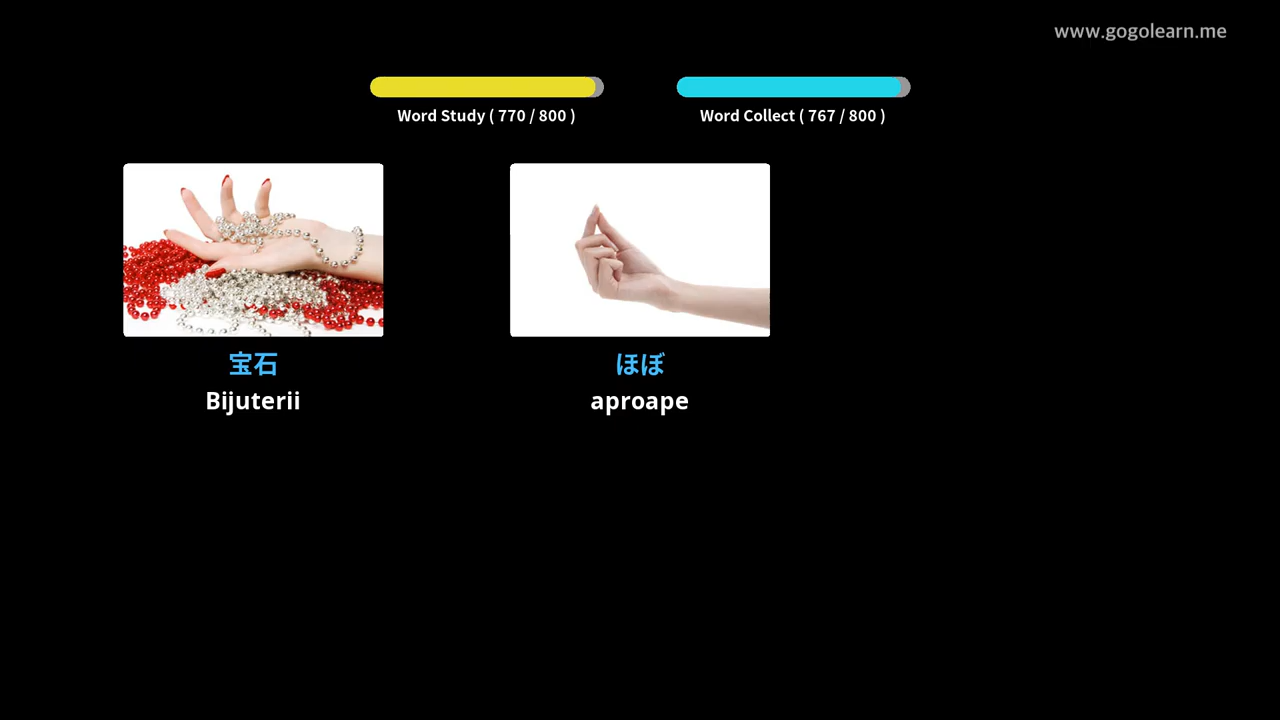 www.gogolearn.me
Word Study ( 770 / 800 )
Word Collect ( 767 / 800 )
宝石
Bijuterii
ほぼ
aproape